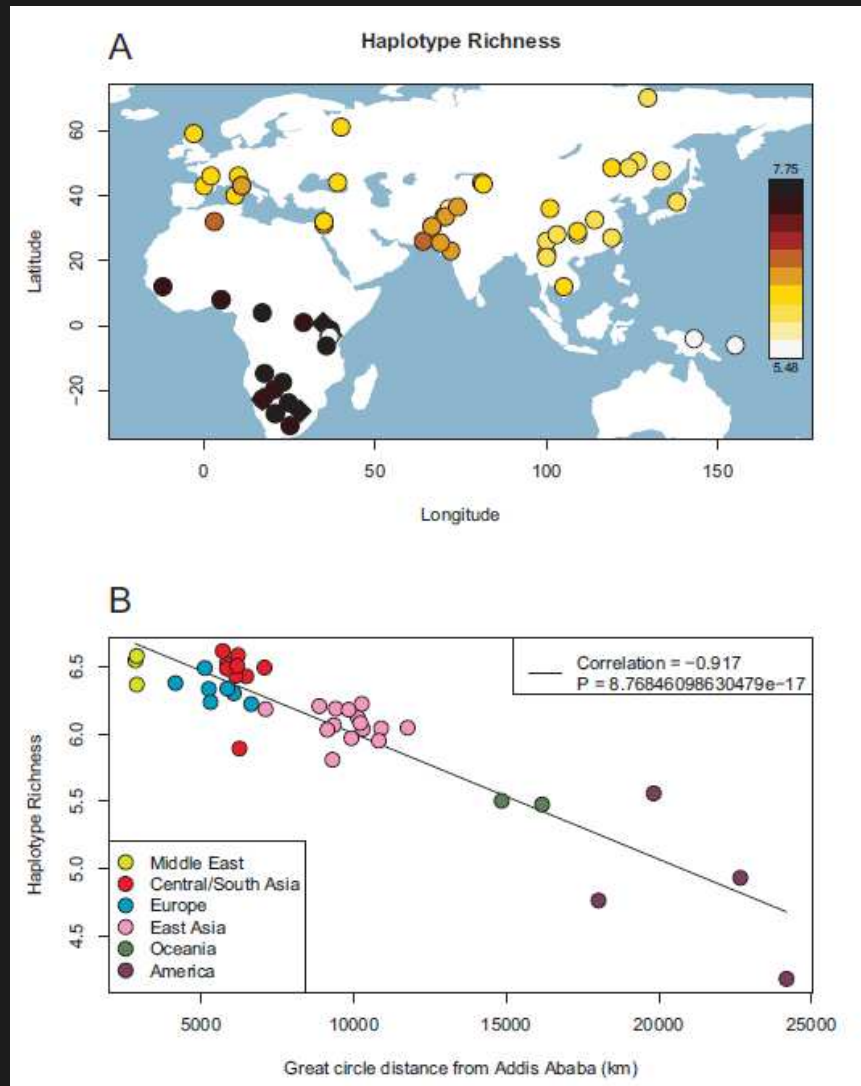 A
Haplotype Richness
60
40
20
0
−20
Latitude
7.75
5.48
0 50 100 150
Longitude
B
6.5
6.0
5.5
5.0
4.5
Haplotype Richness
Correlation = −0.917
P = 8.76846098630479e−17
Middle East
Central/South Asia
Europe
East Asia
Oceania
America
5000 10000 15000 20000 25000
Great circle distance from Addis Ababa (km)